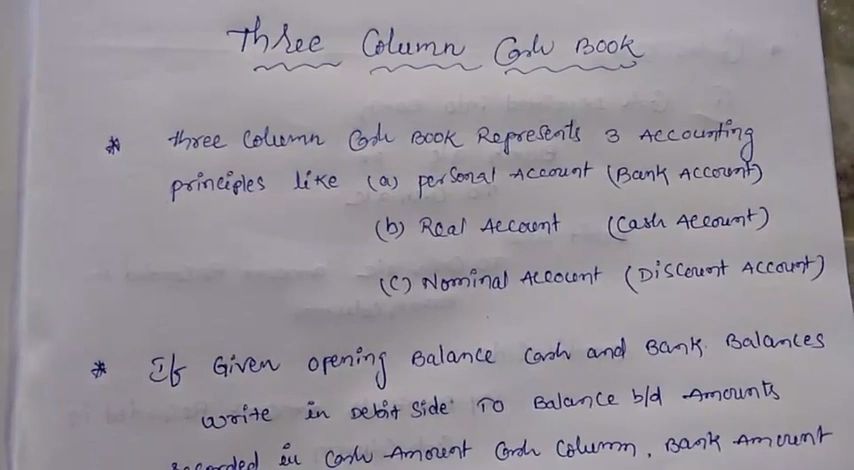 Three Column Cash Book
* Three Column Cash Book Represents 3 Accounting
principles like (a) personal Account (Bank Account)
(b) Real Account (Cash Account)
(c) Nominal Account (Discount Account)
* If Given opening Balance Cash and Bank Balances
write in Debit side To Balance b/d Amounts
recorded in Cash Amount Cash Column, Bank Amount